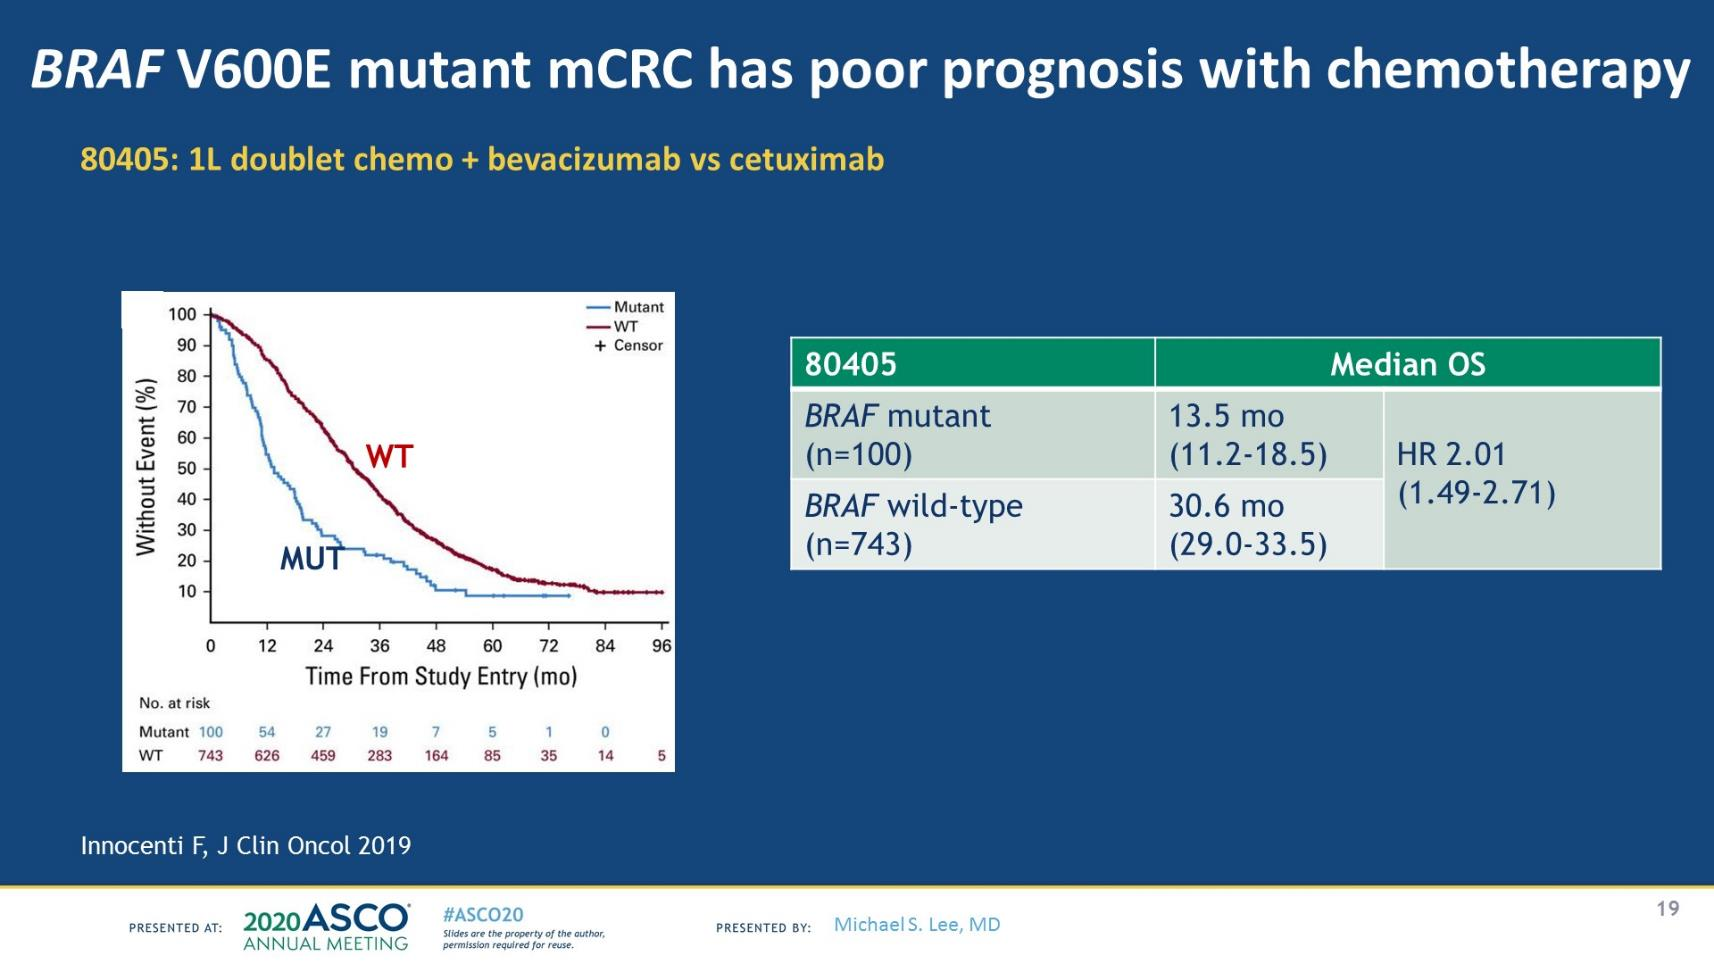 BRAF V600E mutant mCRC has poor prognosis with chemotherapy
80405: 1L doublet chemo + bevacizumab vs cetuximab
Without Event (%)
100
90
80
70
60
50
40
30
20
10
Mutant
WT
+ Censor
WT
MUT
0 12 24 36 48 60 72 84 96
Time From Study Entry (mo)
No. at risk
Mutant 100 54 27 19 7 5 1 0
WT 743 626 459 283 164 85 35 14 5
80405 Median OS
BRAF mutant
(n=100)
13.5 mo
(11.2-18.5)
HR 2.01
(1.49-2.71)
BRAF wild-type
(n=743)
30.6 mo
(29.0-33.5)
Innocenti F, J Clin Oncol 2019
PRESENTED AT:
2020 ASCO
ANNUAL MEETING
#ASCO20
Slides are the property of the author,
permission required for reuse.
PRESENTED BY:
Michael S. Lee, MD
19